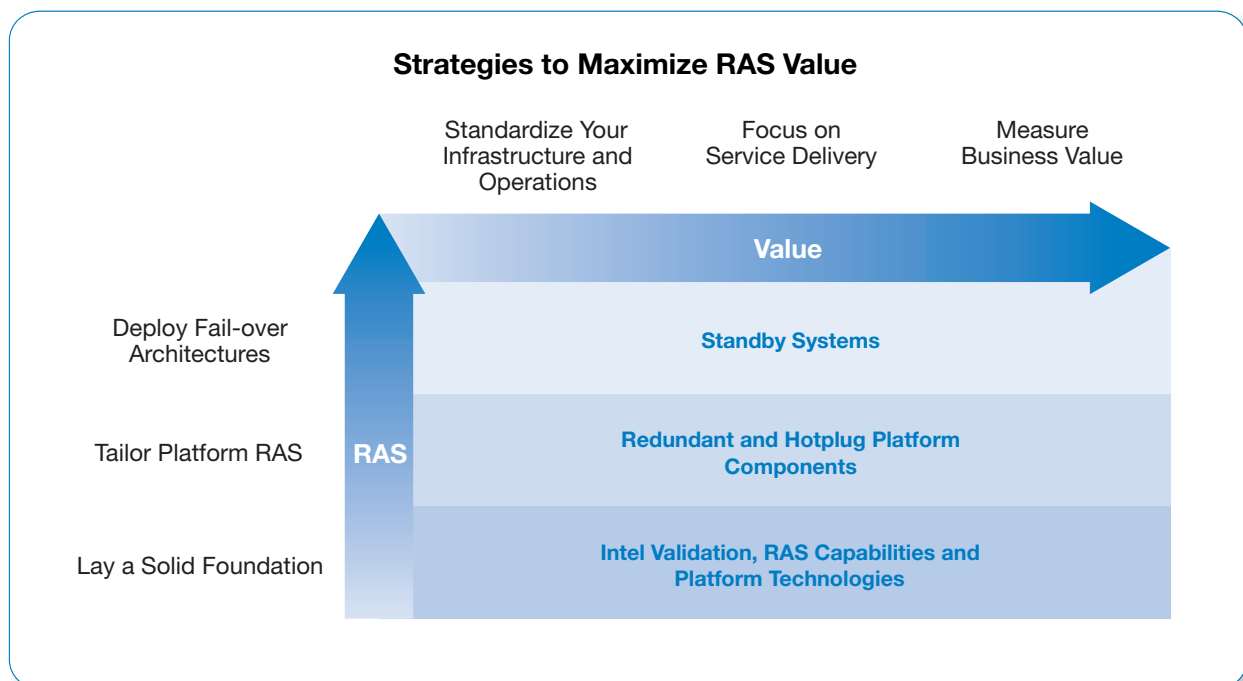 Strategies to Maximize RAS Value
Standardize Your
Infrastructure and
Operations
Focus on
Service Delivery
Measure
Business Value
Value
Deploy Fail-over
Architectures
Standby Systems
Tailor Platform RAS
RAS
Redundant and Hotplug Platform
Components
Lay a Solid Foundation
Intel Validation, RAS Capabilities and
Platform Technologies